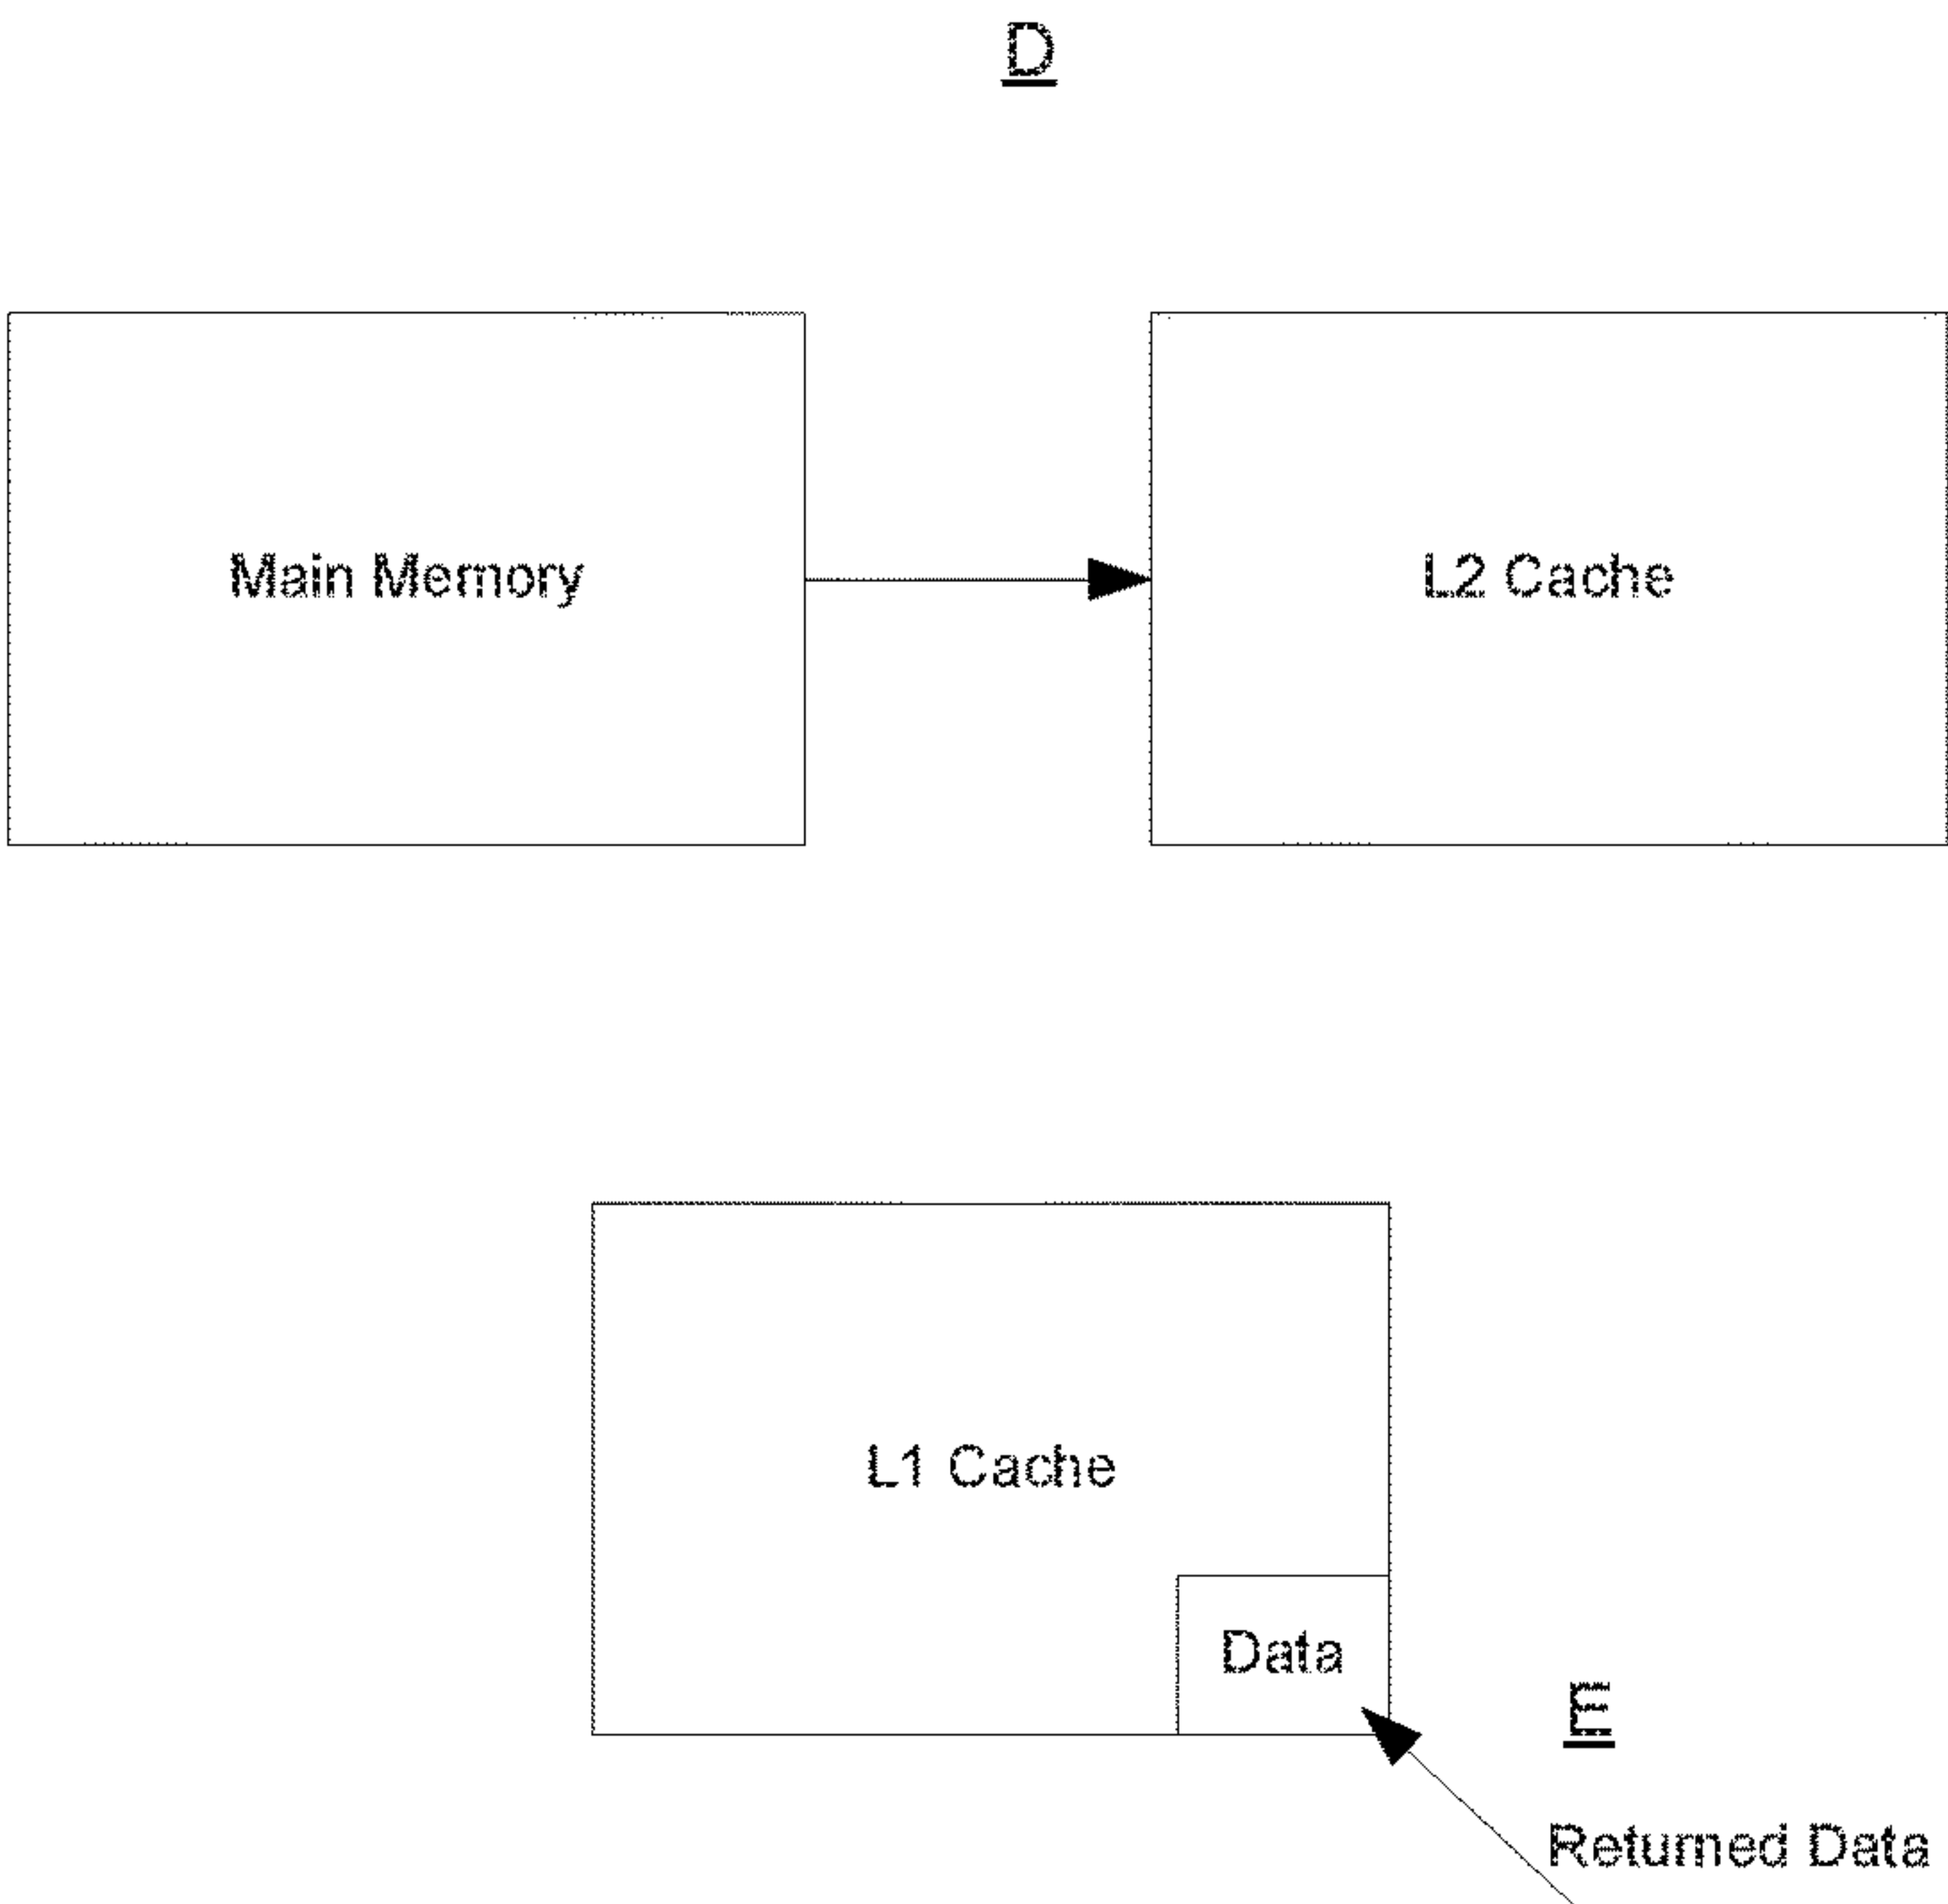 D
Main Memory
L2 Cache
L1 Cache
Data
E
Returned Data